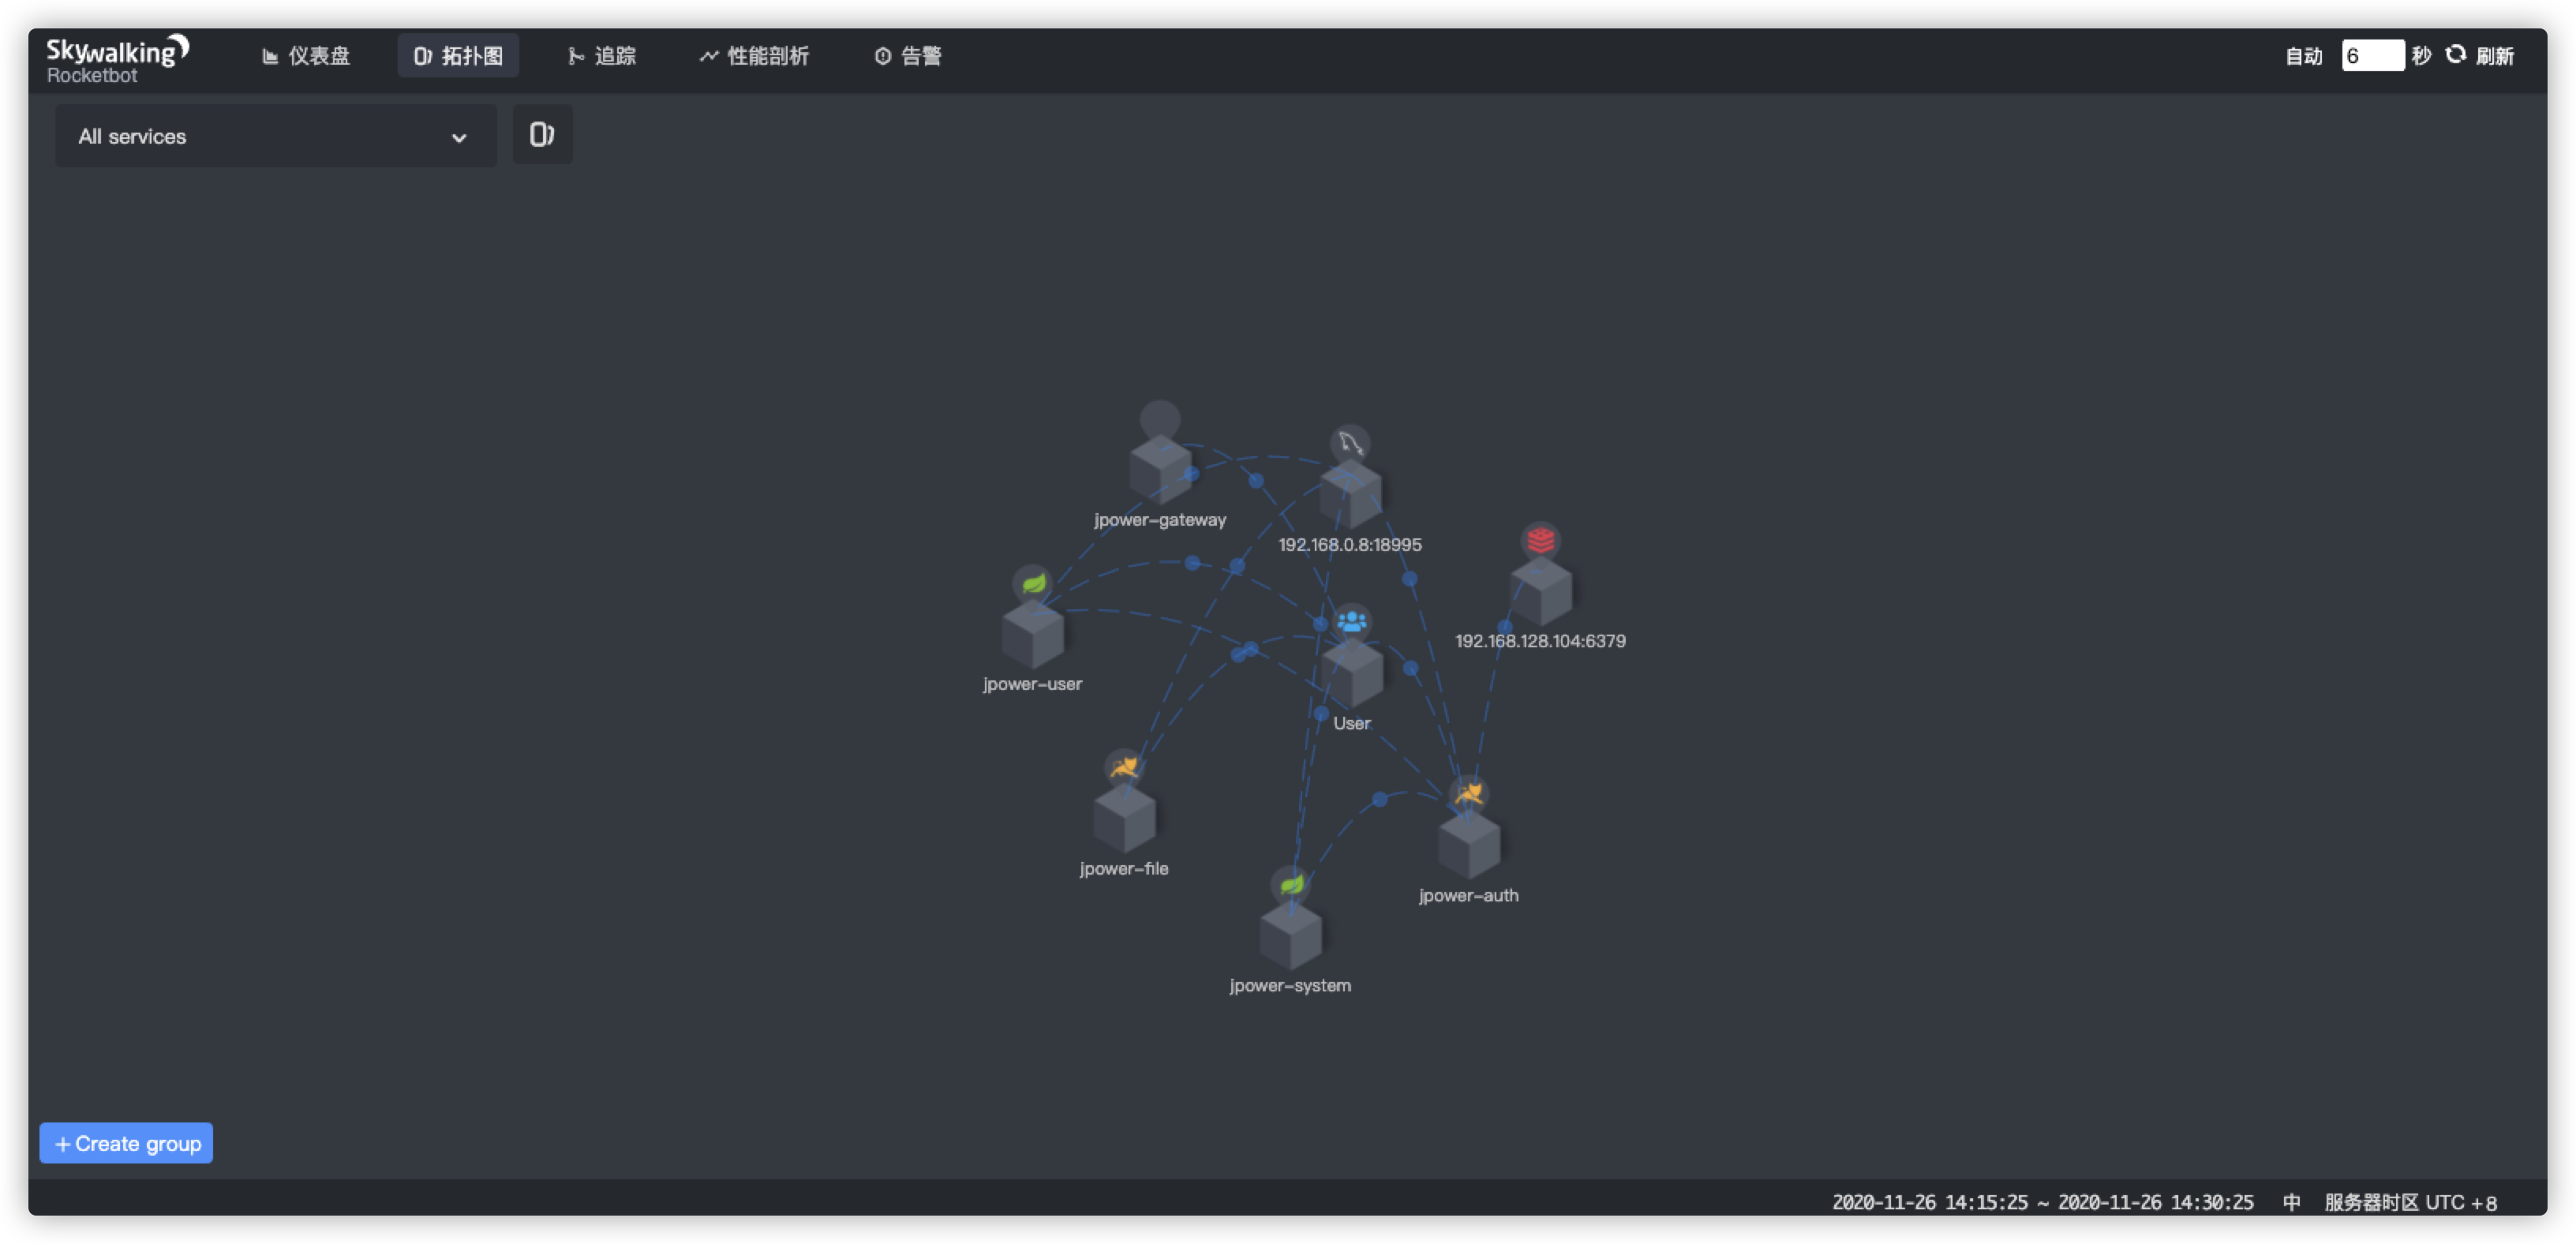 Skywalking
Rocketbot
仪表盘
拓扑图
追踪
性能剖析
告警
自动 6 秒 刷新
All services
jpower-gateway
192.168.0.8:18995
192.168.128.104:6379
jpower-user
User
jpower-file
jpower-auth
jpower-system
+ Create group
2020-11-26 14:15:25 ~ 2020-11-26 14:30:25 中 服务器时区 UTC +8